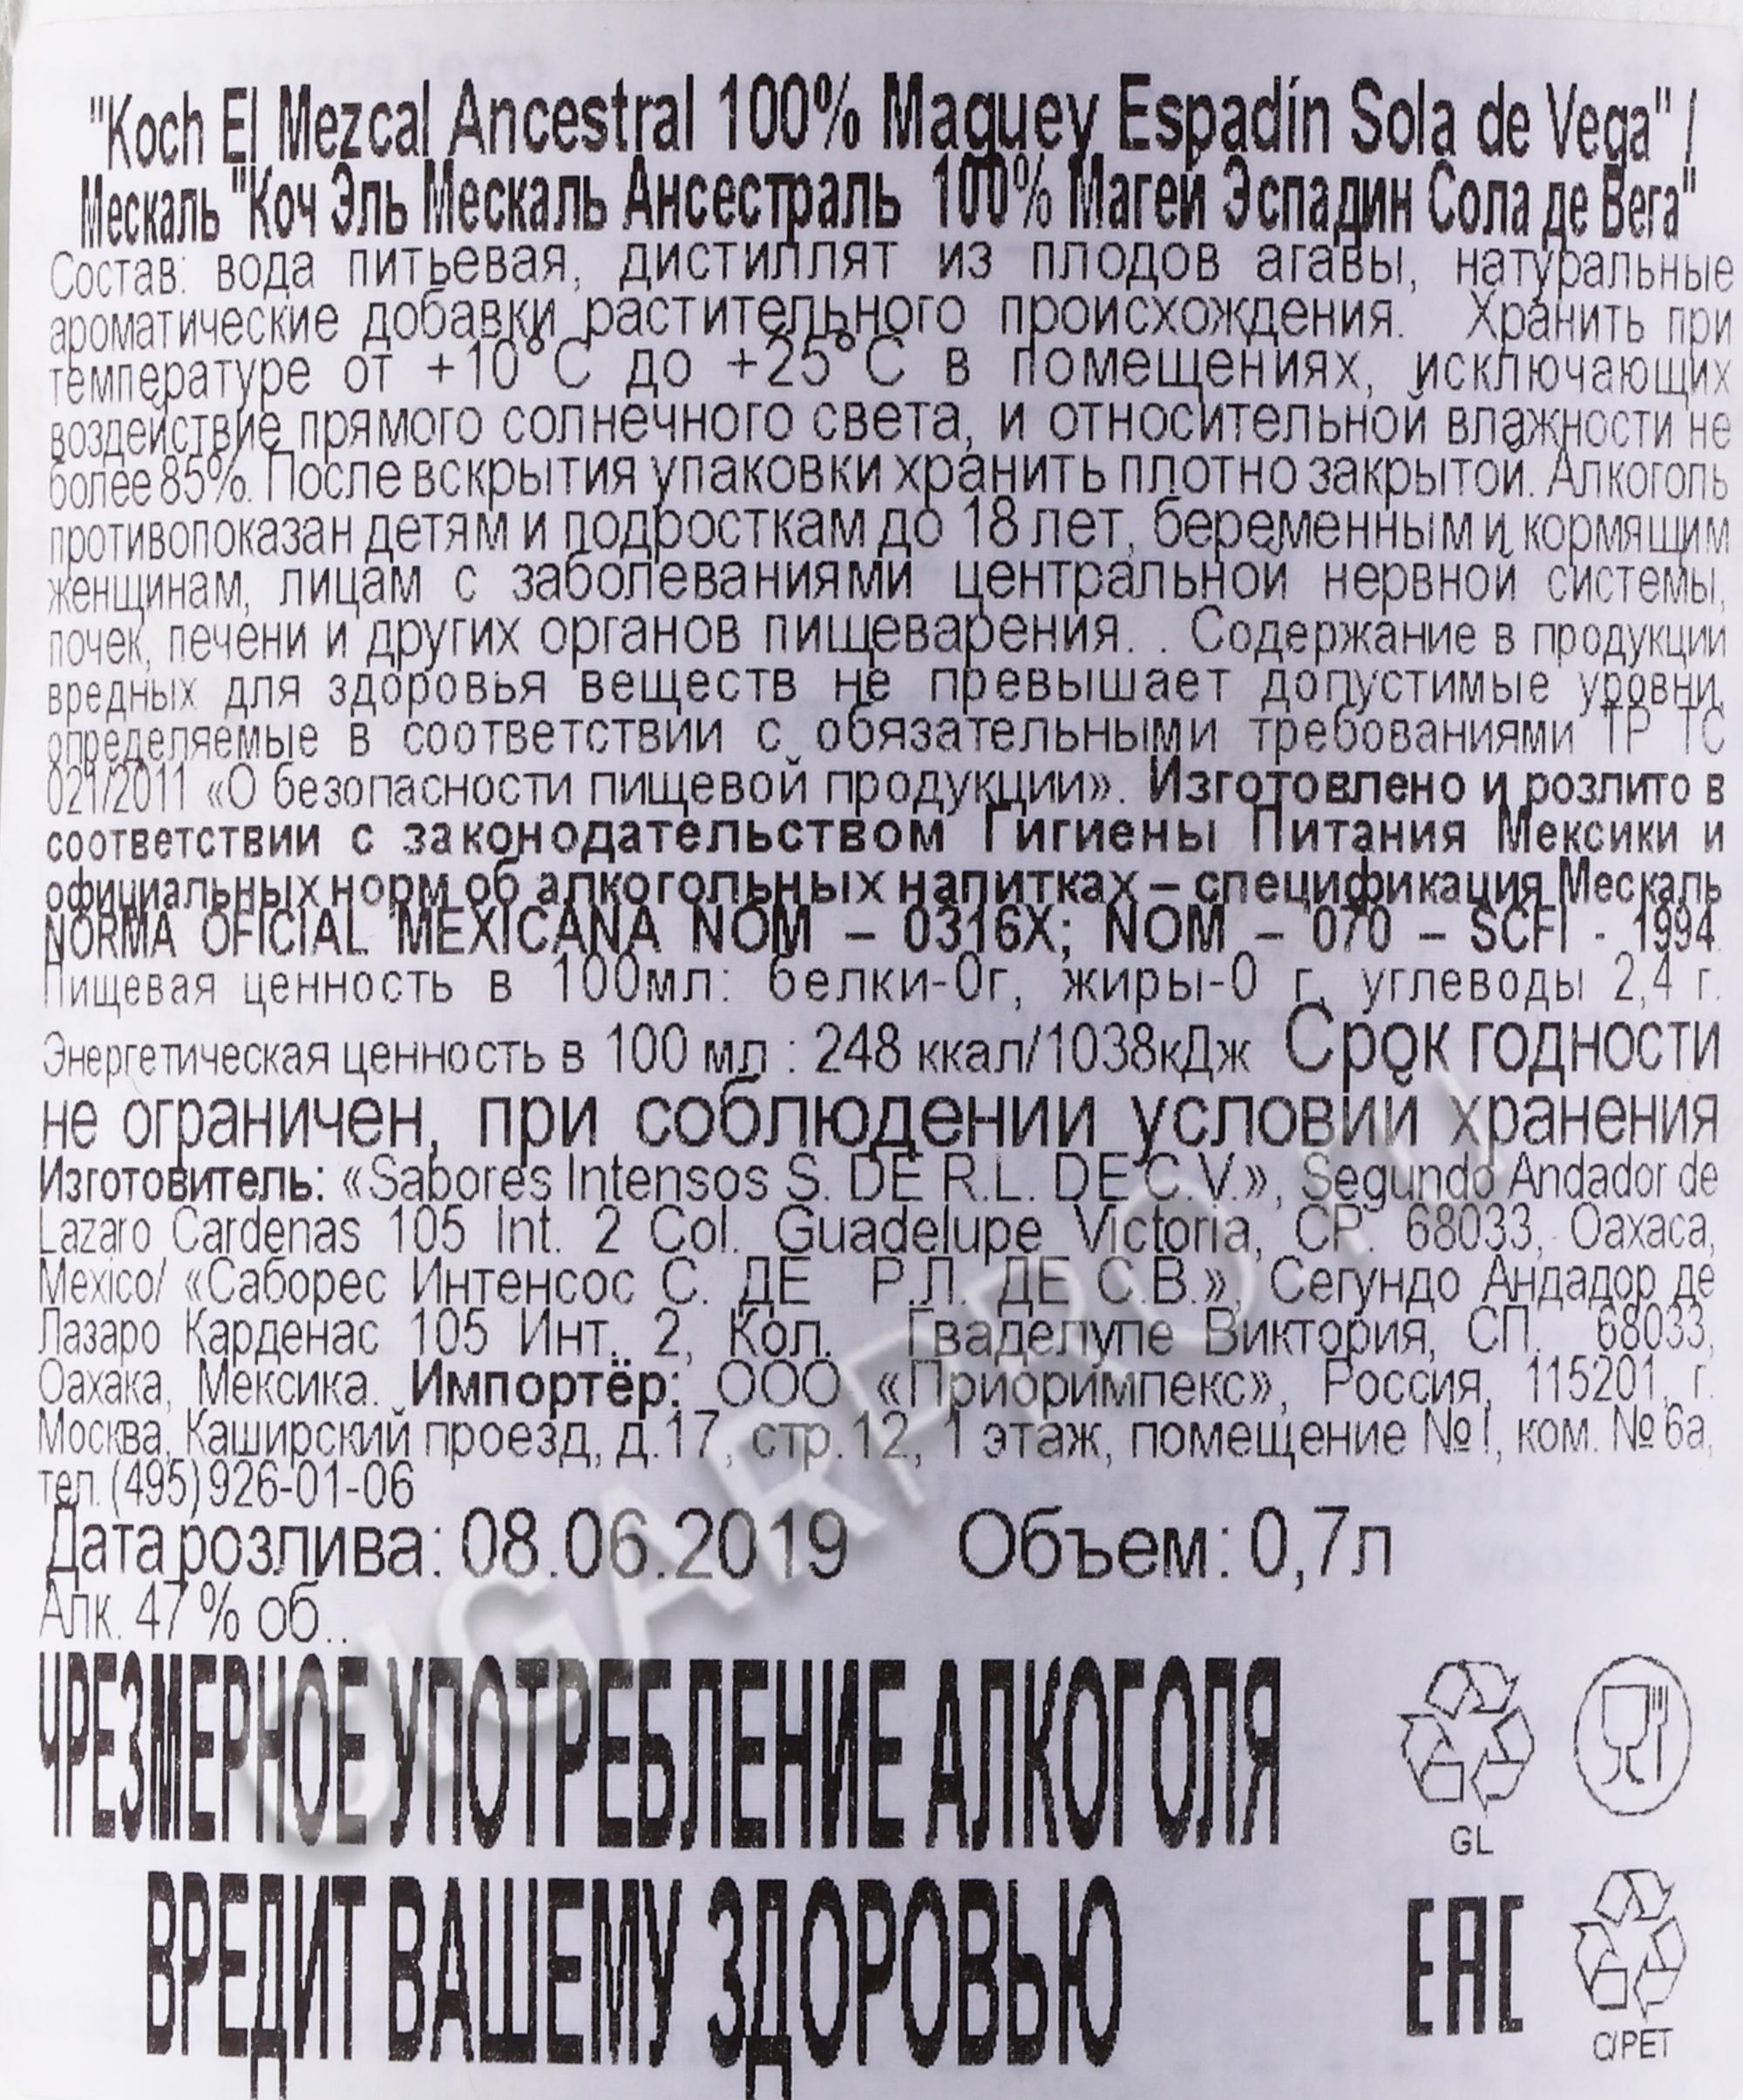 "Koch El Mezcal Ancestral 100% Maguey Espadín Sola de Vega" /
Мескаль "Коч Эль Мескаль Ансестраль 100% Магей Эспадин Сола де Вега"
Состав: вода питьевая, дистиллят из плодов агавы, натуральные
ароматические добавки растительного происхождения. Хранить при
температуре от +10°С до +25°С в помещениях, исключающих
воздействие прямого солнечного света, и относительной влажности не
более 85%. После вскрытия упаковки хранить плотно закрытой. Алкоголь
противопоказан детям и подросткам до 18 лет, беременным и кормящим
женщинам, лицам с заболеваниями центральной нервной системы,
почек, печени и других органов пищеварения. . Содержание в продукции
вредных для здоровья веществ не превышает допустимые уровни,
определяемые в соответствии с обязательными требованиями ТР ТС
021/2011 «О безопасности пищевой продукции». Изготовлено и розлито в
соответствии с законодательством Гигиены Питания Мексики и
официальных норм об алкогольных напитках – спецификация Мескаль
NORMA OFICIAL MEXICANA NOM – 0316X; NOM – 070 – SCFI - 1994.
Пищевая ценность в 100мл: белки-0г, жиры-0 г, углеводы 2,4 г.
Энергетическая ценность в 100 мл : 248 ккал/1038кДж Срок годности
не ограничен, при соблюдении условий хранения
Изготовитель: «Sabores Intensos S. DE R.L. DE C.V.», Segundo Andador de
Lazaro Cardenas 105 Int. 2 Col. Guadelupe Victoria, CP. 68033, Oaxaca,
Mexico/ «Саборес Интенсос С. ДЕ Р.Л. ДЕ С.В.», Сегундо Андадор де
Лазаро Карденас 105 Инт. 2, Кол. Гваделупе Виктория, СП. 68033,
Оахака, Мексика. Импортёр: ООО «Приоримпекс», Россия, 115201, г.
Москва, Каширский проезд, д.17, стр.12, 1 этаж, помещение №I, ком. №6а,
тел. (495)926-01-06
Дата розлива: 08.06.2019 Объем: 0,7л
Алк. 47 % об..
ЧРЕЗМЕРНОЕ УПОТРЕБЛЕНИЕ АЛКОГОЛЯ
ВРЕДИТ ВАШЕМУ ЗДОРОВЬЮ
GL
EAC
C/PET
CIGARPRO.RU